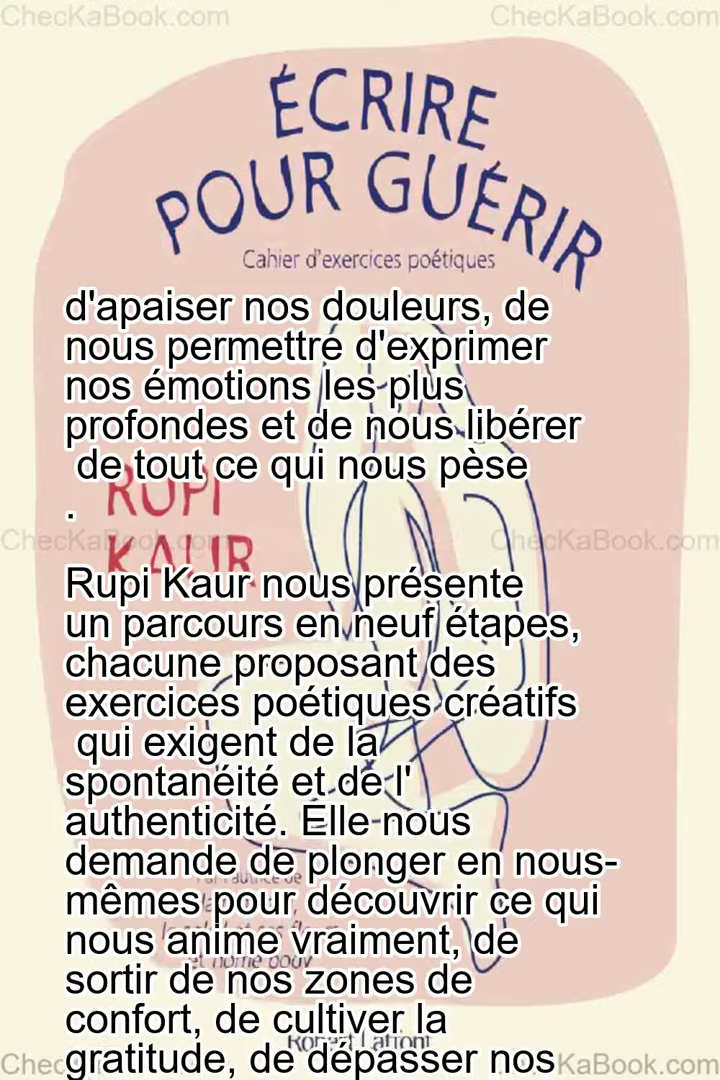 ChecKaBook.com ChecKaBook.com
ÉCRIRE
POUR GUÉRIR
Cahier d'exercices poétiques
d'apaiser nos douleurs, de
nous permettre d'exprimer
nos émotions les plus
profondes et de nous libérer
de tout ce qui nous pèse
.
RUPI
ChecKaBook.com ChecKaBook.com
KAUR
Rupi Kaur nous présente
un parcours en neuf étapes,
chacune proposant des
exercices poétiques créatifs
qui exigent de la
spontanéité et de l'
authenticité. Elle nous
demande de plonger en nous-
mêmes pour découvrir ce qui
nous anime vraiment, de
et home body
sortir de nos zones de
confort, de cultiver la
Robert Laffont
gratitude, de dépasser nos
KaBook.com